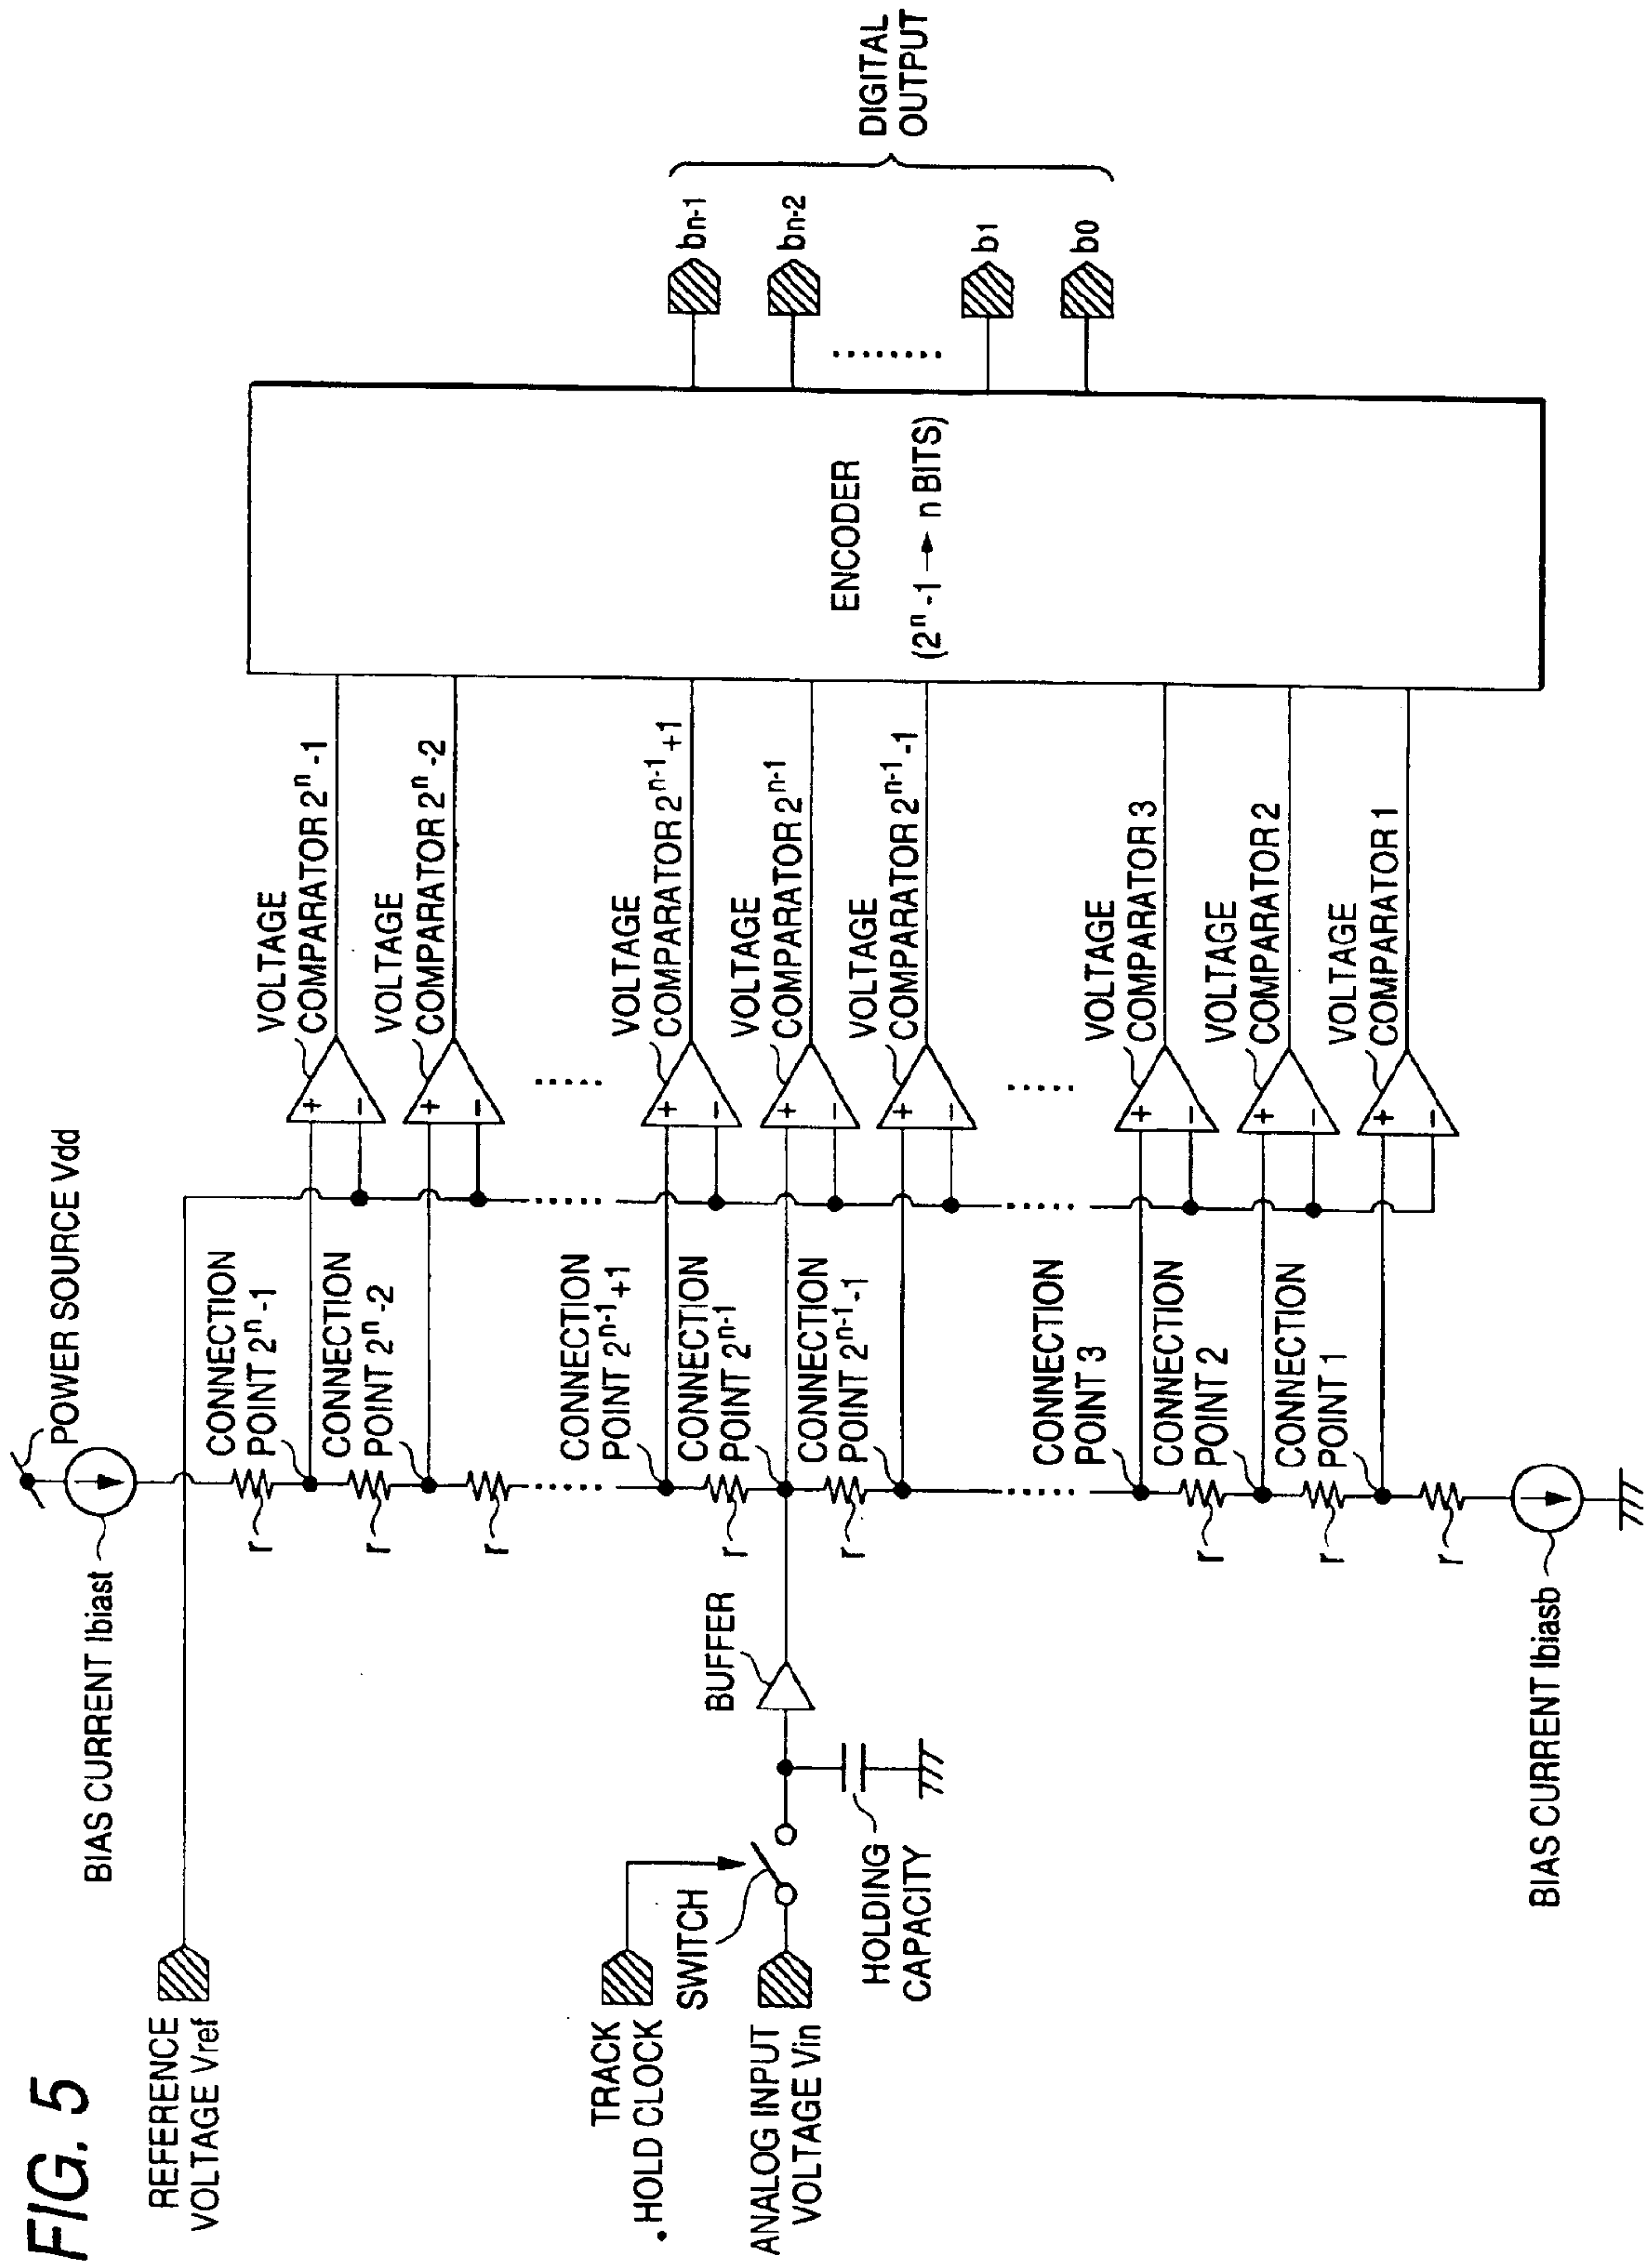 FIG. 5
REFERENCE
VOLTAGE Vref
BIAS CURRENT Ibiast
POWER SOURCE Vdd
TRACK
HOLD CLOCK
SWITCH
ANALOG INPUT
VOLTAGE Vin
HOLDING
CAPACITY
BUFFER
BIAS CURRENT Ibiasb
r
r
r
r
r
r
r
r
CONNECTION
POINT 2ⁿ-1
CONNECTION
POINT 2ⁿ-2
CONNECTION
POINT 2ⁿ⁻¹+1
CONNECTION
POINT 2ⁿ⁻¹
CONNECTION
POINT 2ⁿ⁻¹-1
CONNECTION
POINT 3
CONNECTION
POINT 2
CONNECTION
POINT 1
+
-
+
-
+
-
+
-
+
-
+
-
+
-
+
-
VOLTAGE
COMPARATOR 2ⁿ-1
VOLTAGE
COMPARATOR 2ⁿ-2
VOLTAGE
COMPARATOR 2ⁿ⁻¹+1
VOLTAGE
COMPARATOR 2ⁿ⁻¹
VOLTAGE
COMPARATOR 2ⁿ⁻¹-1
VOLTAGE
COMPARATOR 3
VOLTAGE
COMPARATOR 2
VOLTAGE
COMPARATOR 1
ENCODER
(2ⁿ-1 → n BITS)
bn-1
bn-2
b1
b0
DIGITAL
OUTPUT